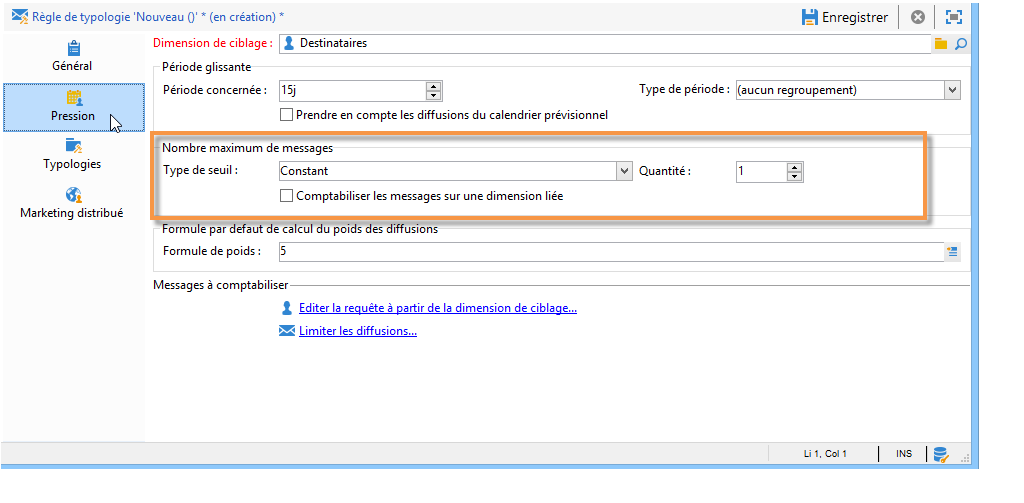 Règle de typologie 'Nouveau ()' * (en création) *
Enregistrer
Général
Pression
Typologies
Marketing distribué
Dimension de ciblage : Destinataires
Période glissante
Période concernée : 15j Type de période : (aucun regroupement)
Prendre en compte les diffusions du calendrier prévisionnel
Nombre maximum de messages
Type de seuil : Constant Quantité : 1
Comptabiliser les messages sur une dimension liée
Formule par defaut de calcul du poids des diffusions
Formule de poids : 5
Messages à comptabiliser
Editer la requête à partir de la dimension de ciblage...
Limiter les diffusions...
Li 1, Col 1 INS